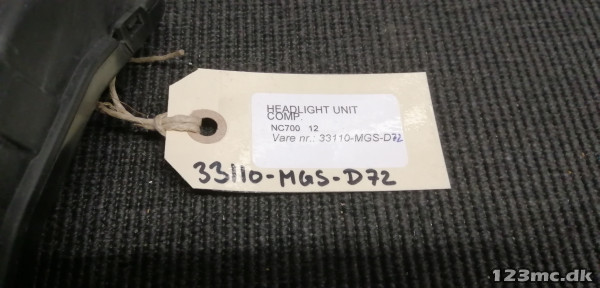 HEADLIGHT UNIT
COMP.
NC700 12
Vare nr.: 33110-MGS-D72
33110-MGS-D72
123mc.dk